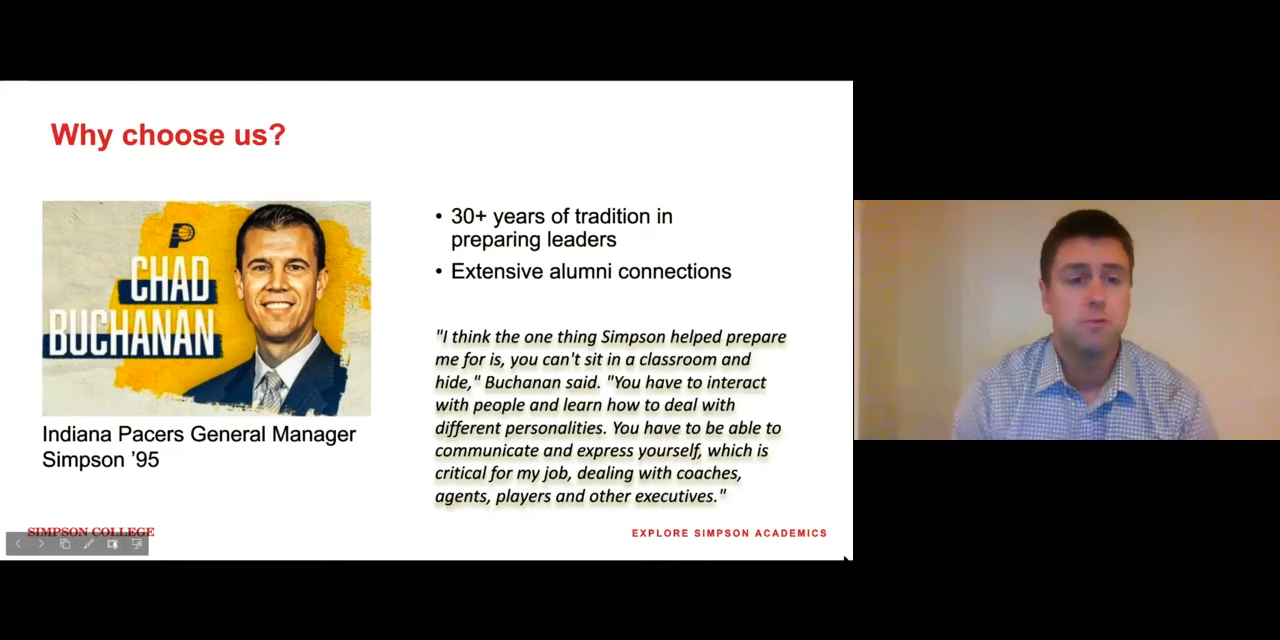 Why choose us?
CHAD
BUCHANAN
Indiana Pacers General Manager
Simpson ’95
• 30+ years of tradition in
preparing leaders
• Extensive alumni connections
"I think the one thing Simpson helped prepare
me for is, you can't sit in a classroom and
hide," Buchanan said. "You have to interact
with people and learn how to deal with
different personalities. You have to be able to
communicate and express yourself, which is
critical for my job, dealing with coaches,
agents, players and other executives."
SIMPSON COLLEGE
EXPLORE SIMPSON ACADEMICS